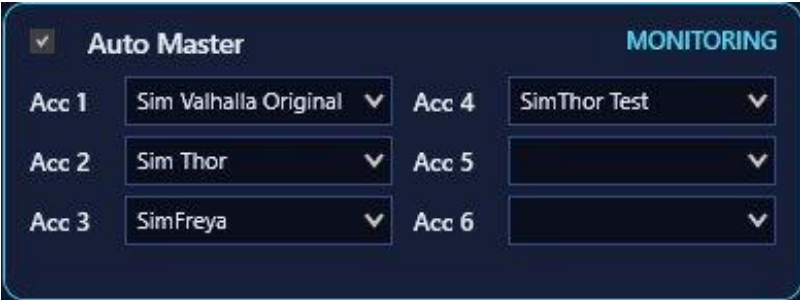 Auto Master MONITORING
Acc 1 Sim Valhalla Original Acc 4 SimThor Test
Acc 2 Sim Thor Acc 5
Acc 3 SimFreya Acc 6